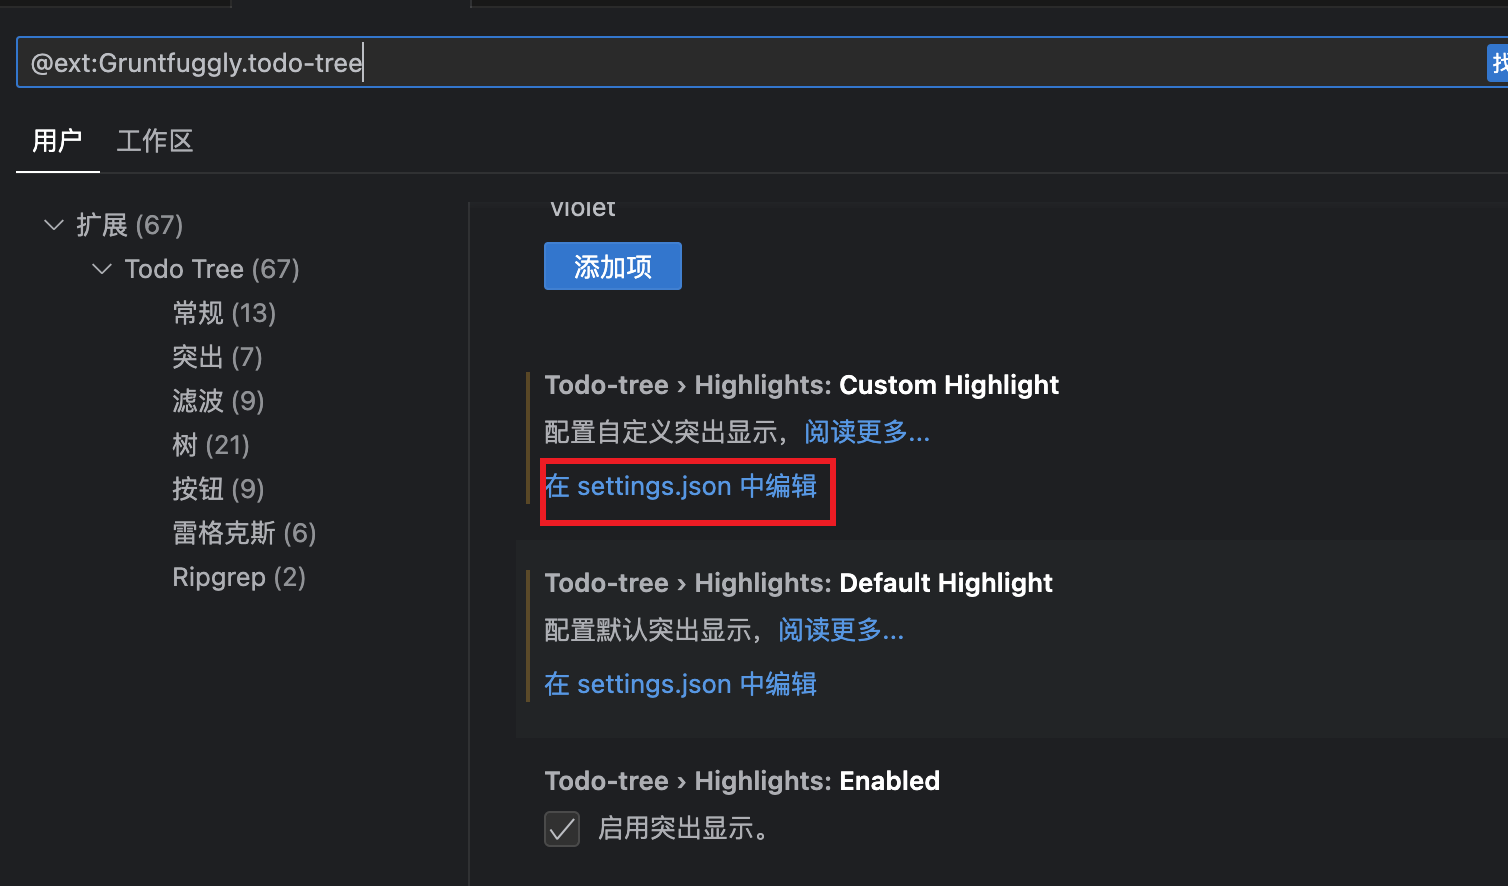 @ext:Gruntfuggly.todo-tree
用户 工作区
扩展 (67)
Todo Tree (67)
常规 (13)
突出 (7)
滤波 (9)
树 (21)
按钮 (9)
雷格克斯 (6)
Ripgrep (2)
violet
添加项
Todo-tree › Highlights: Custom Highlight
配置自定义突出显示，阅读更多...
在 settings.json 中编辑
Todo-tree › Highlights: Default Highlight
配置默认突出显示，阅读更多...
在 settings.json 中编辑
Todo-tree › Highlights: Enabled
启用突出显示。